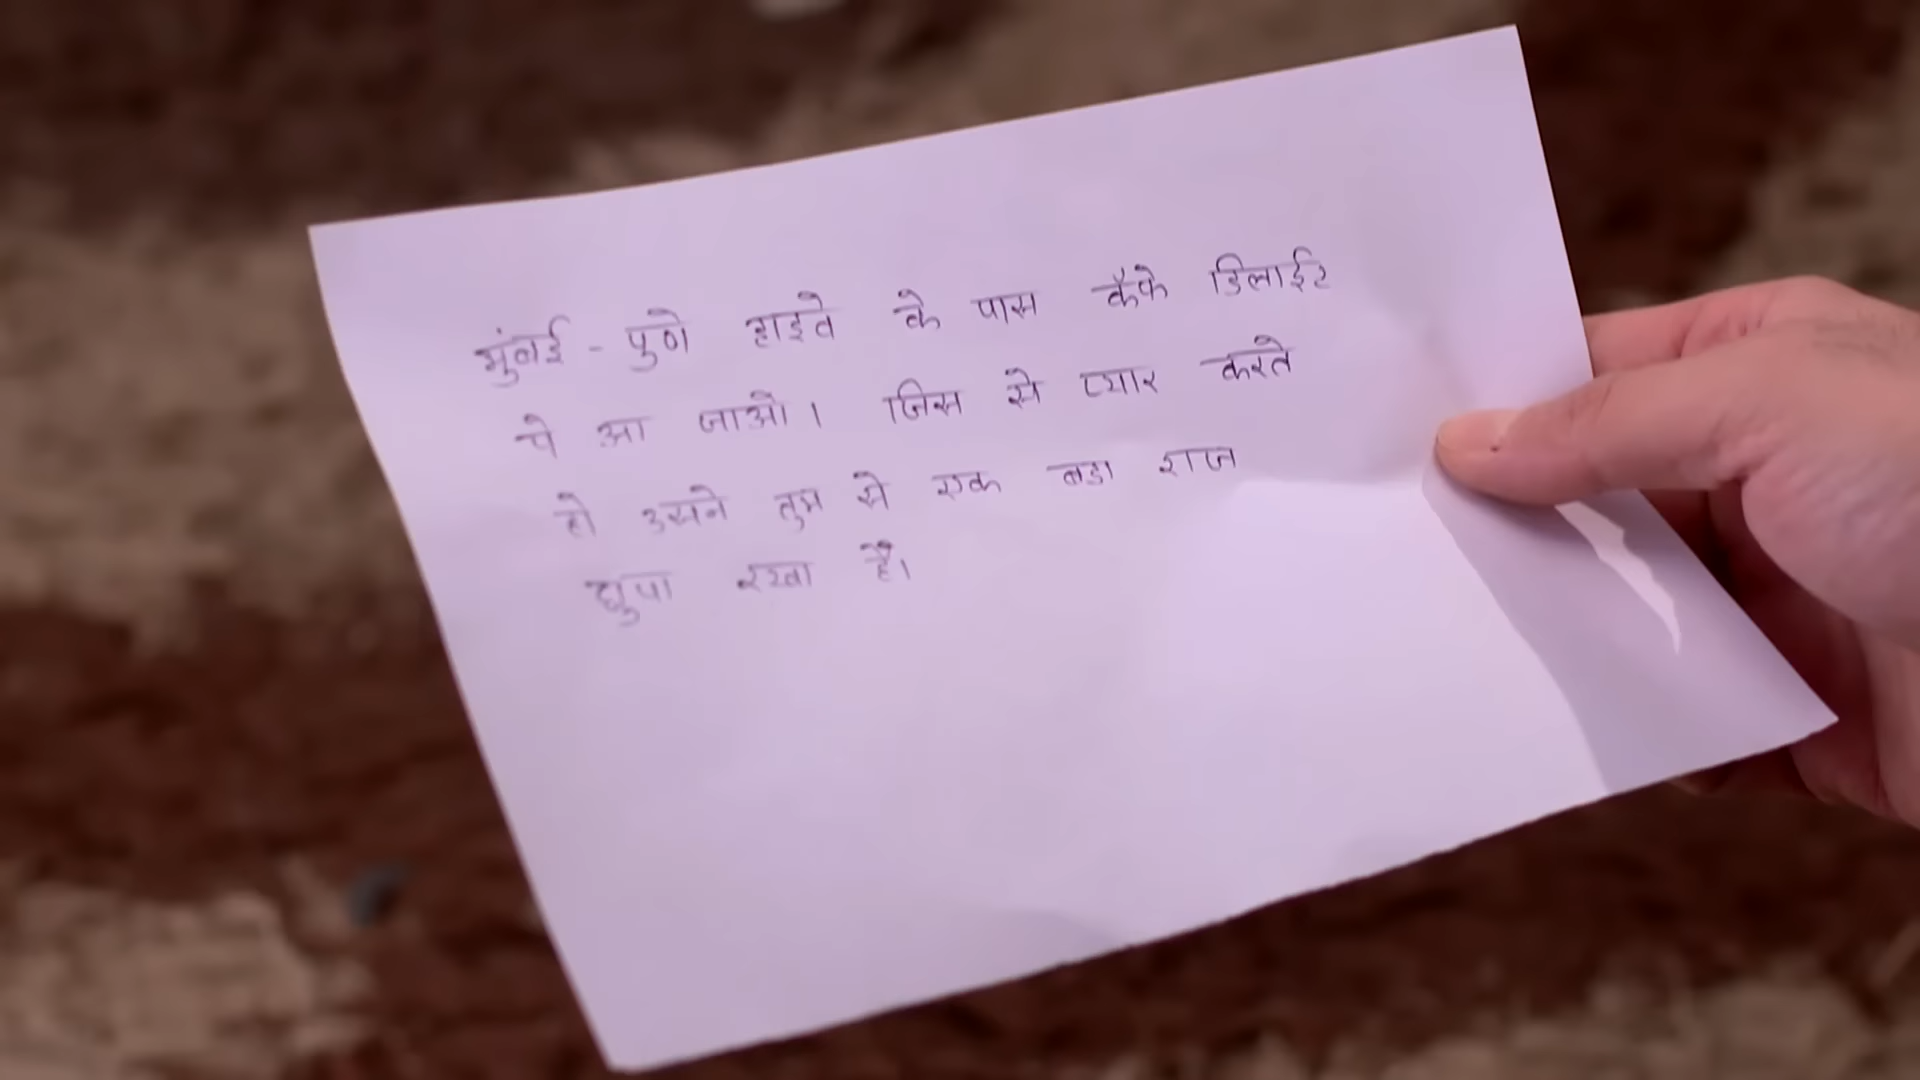 मुंबई - पुणे हाइवे के पास कॅफे डिलाईट
पे आ जाओ। जिस से प्यार करते
हो उसने तुम से एक बडा राज
छुपा रखा है।